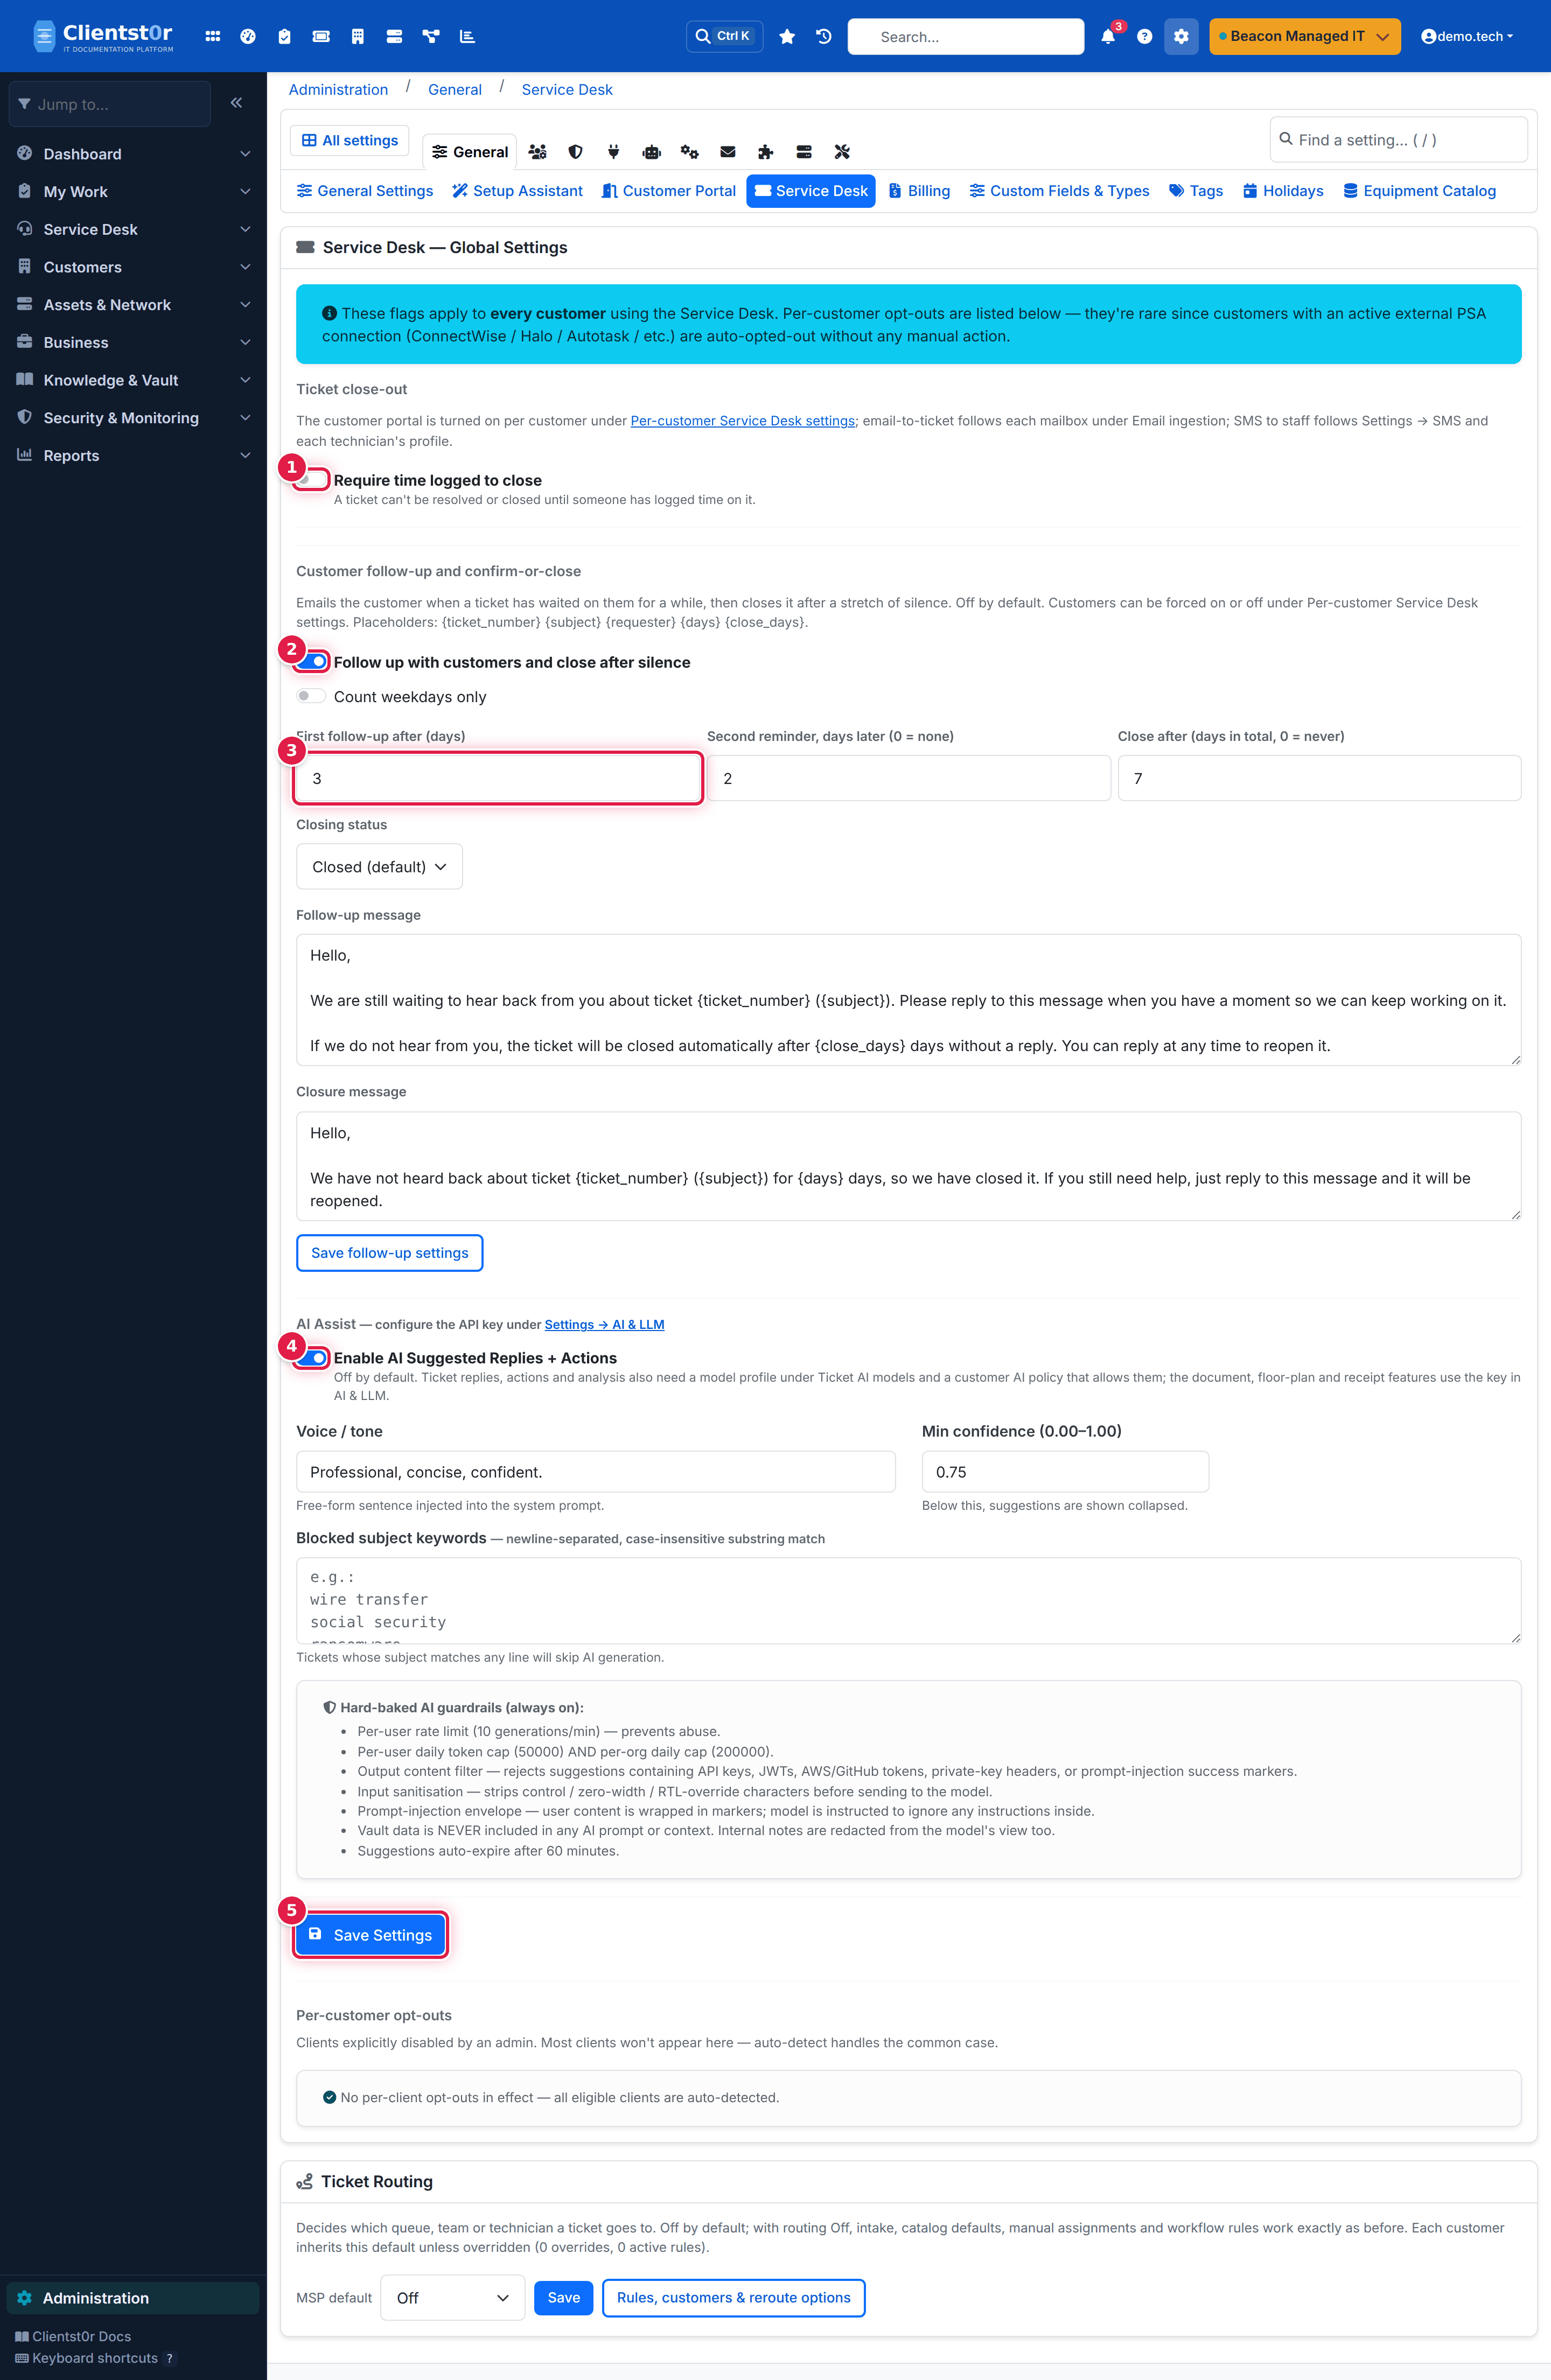 Clientst0r
IT DOCUMENTATION PLATFORM
Ctrl K
Search...
3
Beacon Managed IT
demo.tech
Jump to...
Dashboard
My Work
Service Desk
Customers
Assets & Network
Business
Knowledge & Vault
Security & Monitoring
Reports
Administration / General / Service Desk
All settings
General
Find a setting... ( / )
General Settings
Setup Assistant
Customer Portal
Service Desk
Billing
Custom Fields & Types
Tags
Holidays
Equipment Catalog
Service Desk — Global Settings
These flags apply to every customer using the Service Desk. Per-customer opt-outs are listed below — they're rare since customers with an active external PSA
connection (ConnectWise / Halo / Autotask / etc.) are auto-opted-out without any manual action.
Ticket close-out
The customer portal is turned on per customer under Per-customer Service Desk settings; email-to-ticket follows each mailbox under Email ingestion; SMS to staff follows Settings → SMS and
each technician's profile.
1
Require time logged to close
A ticket can't be resolved or closed until someone has logged time on it.
Customer follow-up and confirm-or-close
Emails the customer when a ticket has waited on them for a while, then closes it after a stretch of silence. Off by default. Customers can be forced on or off under Per-customer Service Desk
settings. Placeholders: {ticket_number} {subject} {requester} {days} {close_days}.
2
Follow up with customers and close after silence
Count weekdays only
First follow-up after (days)
Second reminder, days later (0 = none)
Close after (days in total, 0 = never)
3
3
2
7
Closing status
Closed (default)
Follow-up message
Hello,
We are still waiting to hear back from you about ticket {ticket_number} ({subject}). Please reply to this message when you have a moment so we can keep working on it.
If we do not hear from you, the ticket will be closed automatically after {close_days} days without a reply. You can reply at any time to reopen it.
Closure message
Hello,
We have not heard back about ticket {ticket_number} ({subject}) for {days} days, so we have closed it. If you still need help, just reply to this message and it will be
reopened.
Save follow-up settings
AI Assist — configure the API key under Settings → AI & LLM
4
Enable AI Suggested Replies + Actions
Off by default. Ticket replies, actions and analysis also need a model profile under Ticket AI models and a customer AI policy that allows them; the document, floor-plan and receipt features use the key in
AI & LLM.
Voice / tone
Min confidence (0.00–1.00)
Professional, concise, confident.
0.75
Free-form sentence injected into the system prompt.
Below this, suggestions are shown collapsed.
Blocked subject keywords — newline-separated, case-insensitive substring match
e.g.:
wire transfer
social security
ransomware
Tickets whose subject matches any line will skip AI generation.
Hard-baked AI guardrails (always on):
• Per-user rate limit (10 generations/min) — prevents abuse.
• Per-user daily token cap (50000) AND per-org daily cap (200000).
• Output content filter — rejects suggestions containing API keys, JWTs, AWS/GitHub tokens, private-key headers, or prompt-injection success markers.
• Input sanitisation — strips control / zero-width / RTL-override characters before sending to the model.
• Prompt-injection envelope — user content is wrapped in markers; model is instructed to ignore any instructions inside.
• Vault data is NEVER included in any AI prompt or context. Internal notes are redacted from the model's view too.
• Suggestions auto-expire after 60 minutes.
5
Save Settings
Per-customer opt-outs
Clients explicitly disabled by an admin. Most clients won't appear here — auto-detect handles the common case.
No per-client opt-outs in effect — all eligible clients are auto-detected.
Ticket Routing
Decides which queue, team or technician a ticket goes to. Off by default; with routing Off, intake, catalog defaults, manual assignments and workflow rules work exactly as before. Each customer
inherits this default unless overridden (0 overrides, 0 active rules).
MSP default
Off
Save
Rules, customers & reroute options
Administration
Clientst0r Docs
Keyboard shortcuts ?